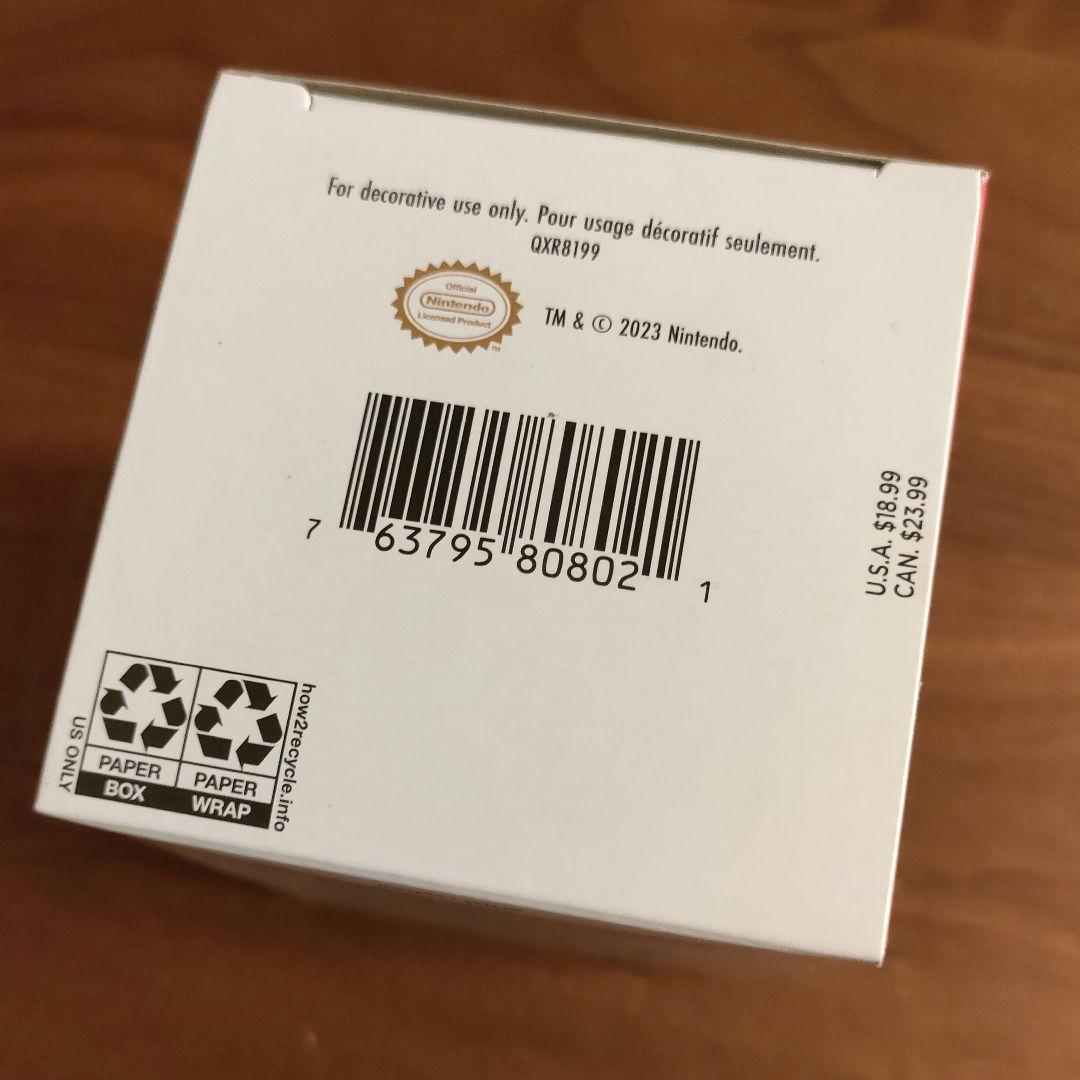 For decorative use only. Pour usage décoratif seulement.
QXR8199
Official
Nintendo
Licensed Product
TM
TM & © 2023 Nintendo.
7 63795 80802 1
U.S.A. $18.99
CAN. $23.99
US ONLY
PAPER
BOX
PAPER
WRAP
how2recycle.info